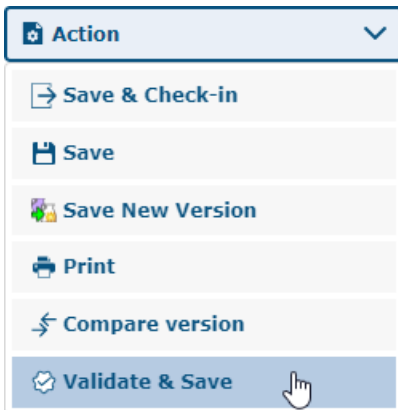 Action
Save & Check-in
Save
Save New Version
Print
Compare version
Validate & Save